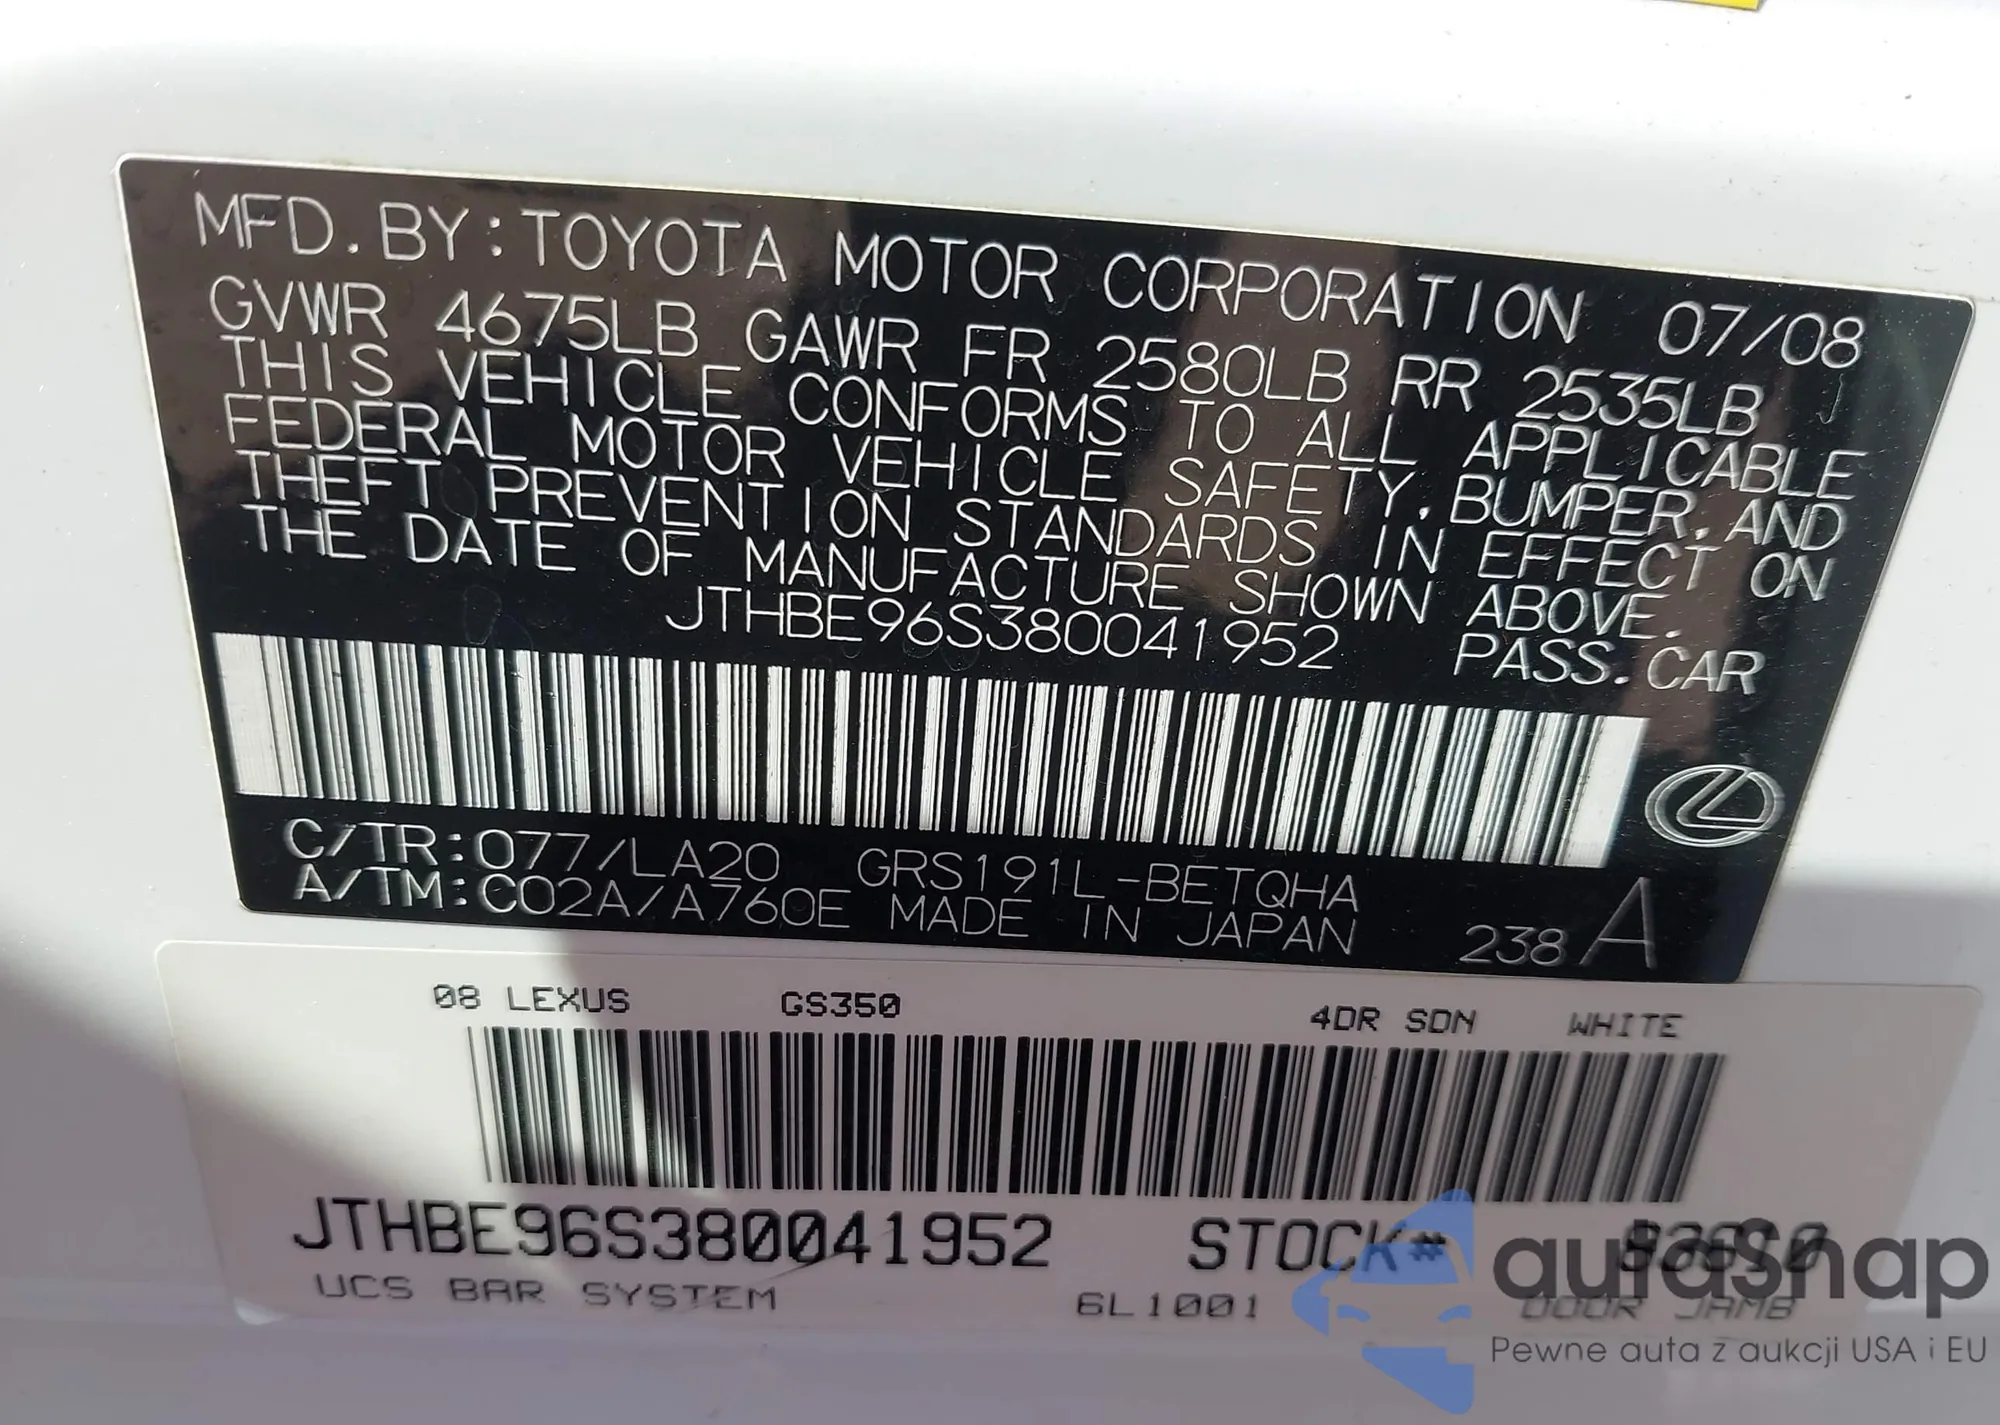 MFD. BY: TOYOTA MOTOR CORPORATION 07/08
GVWR 4675LB GAWR FR 2580LB RR 2535LB
THIS VEHICLE CONFORMS TO ALL APPLICABLE
FEDERAL MOTOR VEHICLE SAFETY, BUMPER, AND
THEFT PREVENTION STANDARDS IN EFFECT ON
THE DATE OF MANUFACTURE SHOWN ABOVE.
JTHBE96S380041952 PASS. CAR
C/TR: 077/LA20 GRS191L-BETQHA
A/TM: C02A/A760E MADE IN JAPAN 238 A
08 LEXUS GS350 4DR SDN WHITE
JTHBE96S380041952 STOCK#
UCS BAR SYSTEM 6L1001 DOOR JAMB
autaSnap
Pewne auta z aukcji USA i EU